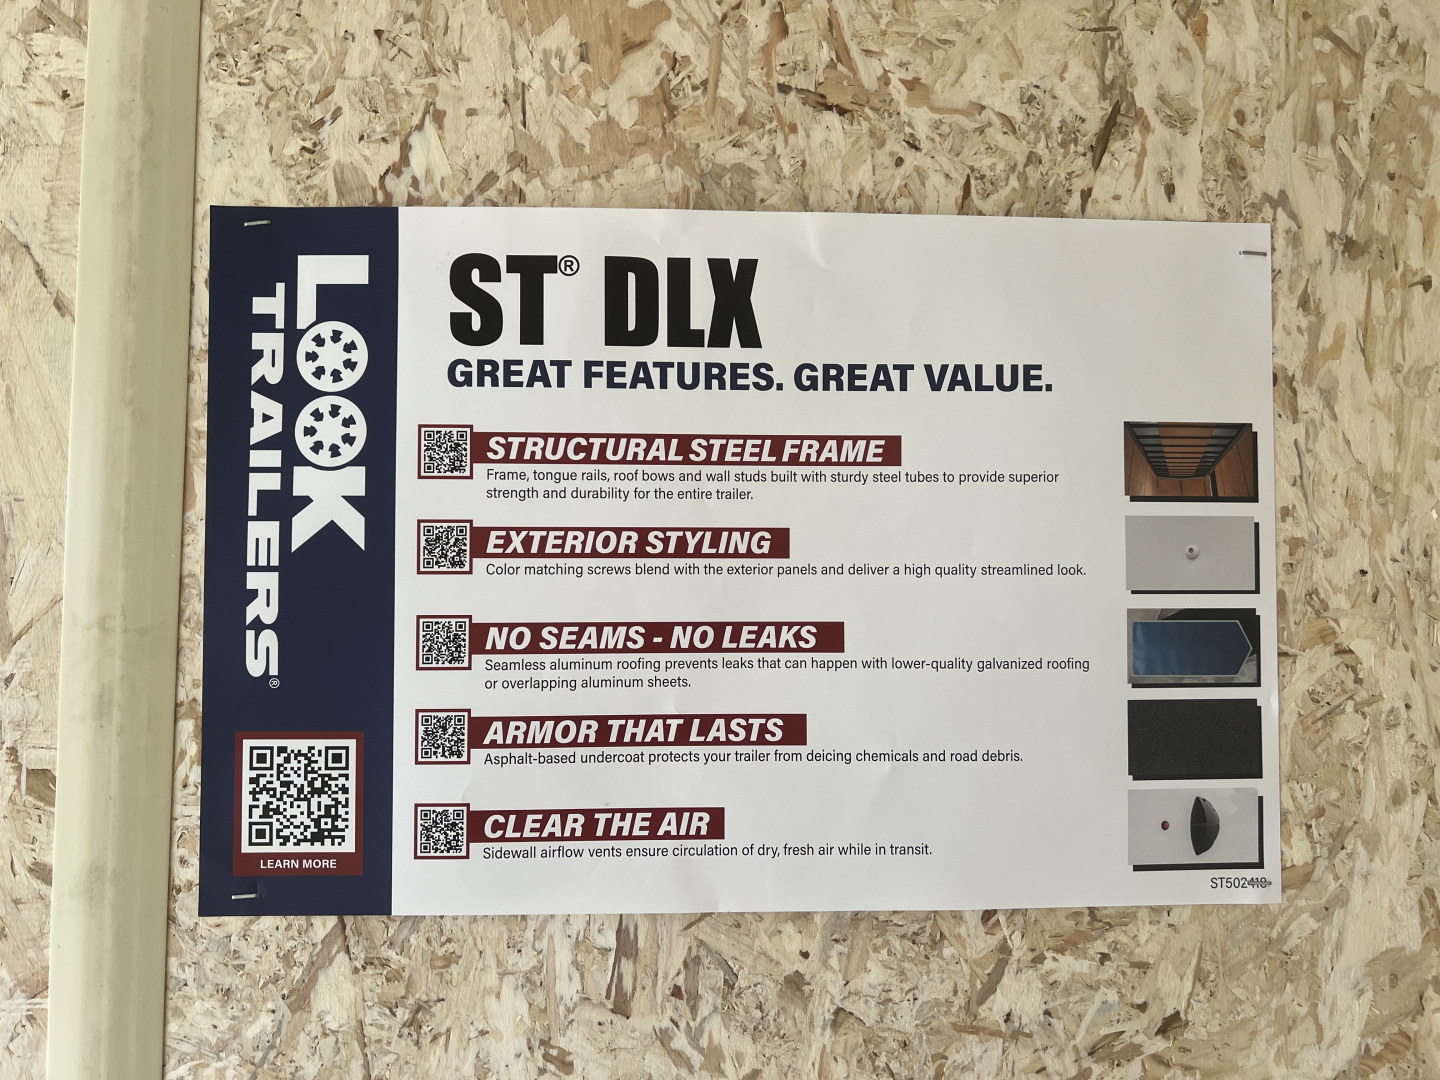 LOOK
TRAILERS®
LEARN MORE
ST® DLX
GREAT FEATURES. GREAT VALUE.
STRUCTURAL STEEL FRAME
Frame, tongue rails, roof bows and wall studs built with sturdy steel tubes to provide superior
strength and durability for the entire trailer.
EXTERIOR STYLING
Color matching screws blend with the exterior panels and deliver a high quality streamlined look.
NO SEAMS - NO LEAKS
Seamless aluminum roofing prevents leaks that can happen with lower-quality galvanized roofing
or overlapping aluminum sheets.
ARMOR THAT LASTS
Asphalt-based undercoat protects your trailer from deicing chemicals and road debris.
CLEAR THE AIR
Sidewall airflow vents ensure circulation of dry, fresh air while in transit.